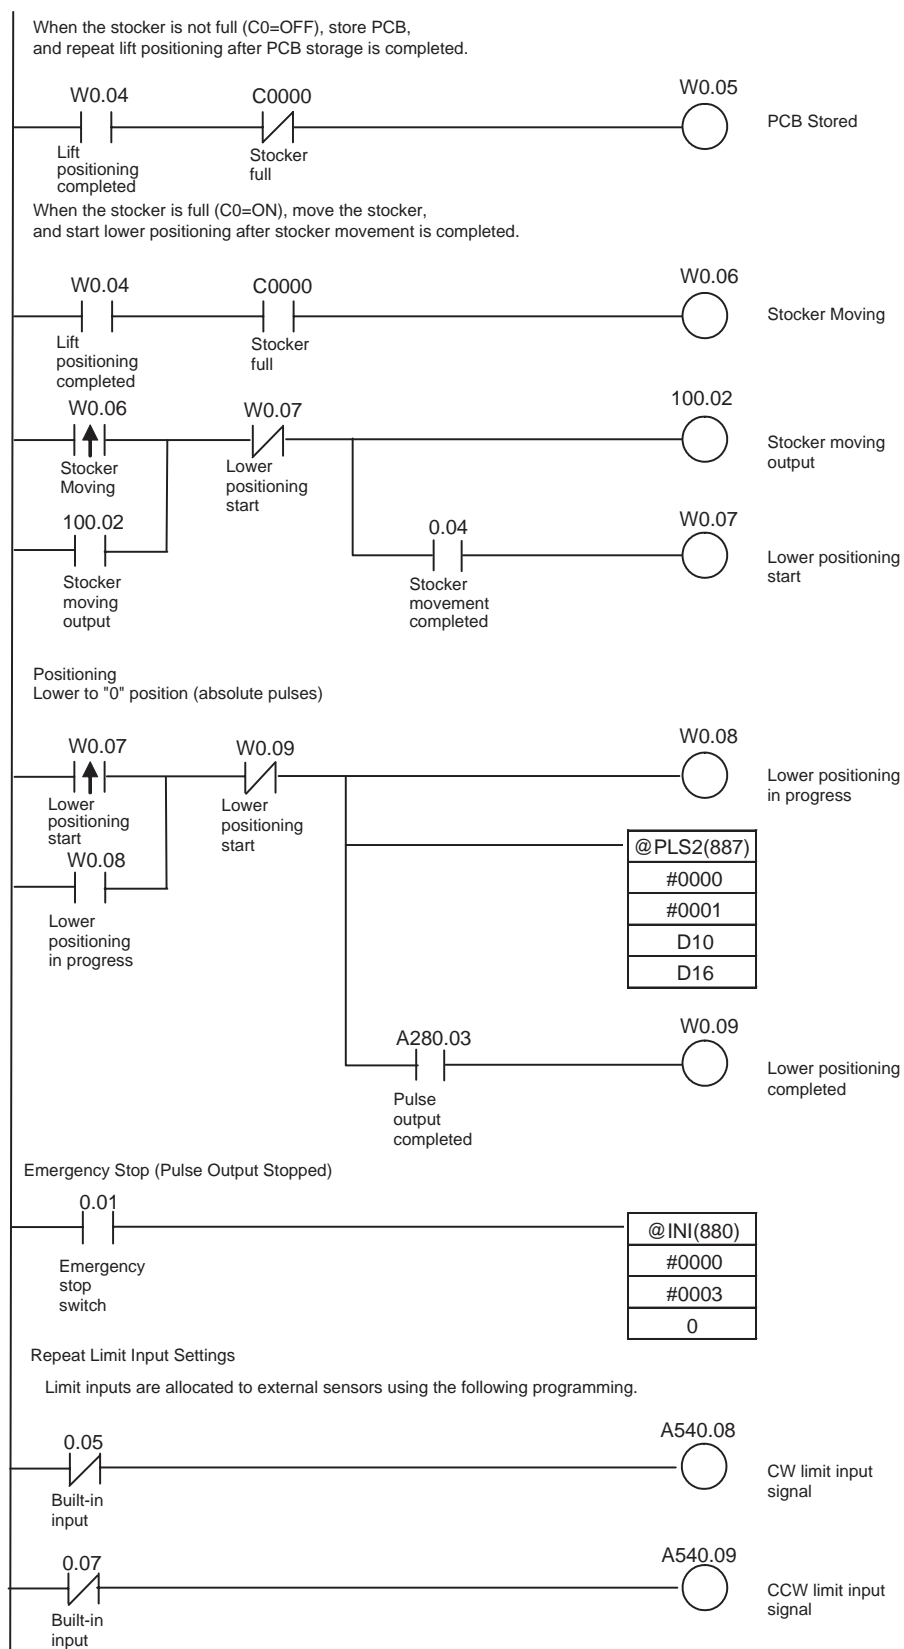 When the stocker is not full (C0=OFF), store PCB,
and repeat lift positioning after PCB storage is completed.
W0.04
C0000
W0.05
PCB Stored
Lift
positioning
completed
Stocker
full
When the stocker is full (C0=ON), move the stocker,
and start lower positioning after stocker movement is completed.
W0.04
C0000
W0.06
Stocker Moving
Lift
positioning
completed
Stocker
full
W0.06
W0.07
100.02
Stocker
Moving
Lower
positioning
start
Stocker moving
output
100.02
0.04
W0.07
Stocker
moving
output
Stocker
movement
completed
Lower positioning
start
Positioning
Lower to "0" position (absolute pulses)
W0.07
W0.09
W0.08
Lower
positioning
start
Lower
positioning
start
Lower positioning
in progress
W0.08
Lower
positioning
in progress
@PLS2(887)
#0000
#0001
D10
D16
A280.03
W0.09
Pulse
output
completed
Lower positioning
completed
Emergency Stop (Pulse Output Stopped)
0.01
Emergency
stop
switch
@INI(880)
#0000
#0003
0
Repeat Limit Input Settings
Limit inputs are allocated to external sensors using the following programming.
0.05
A540.08
Built-in
input
CW limit input
signal
0.07
A540.09
Built-in
input
CCW limit input
signal